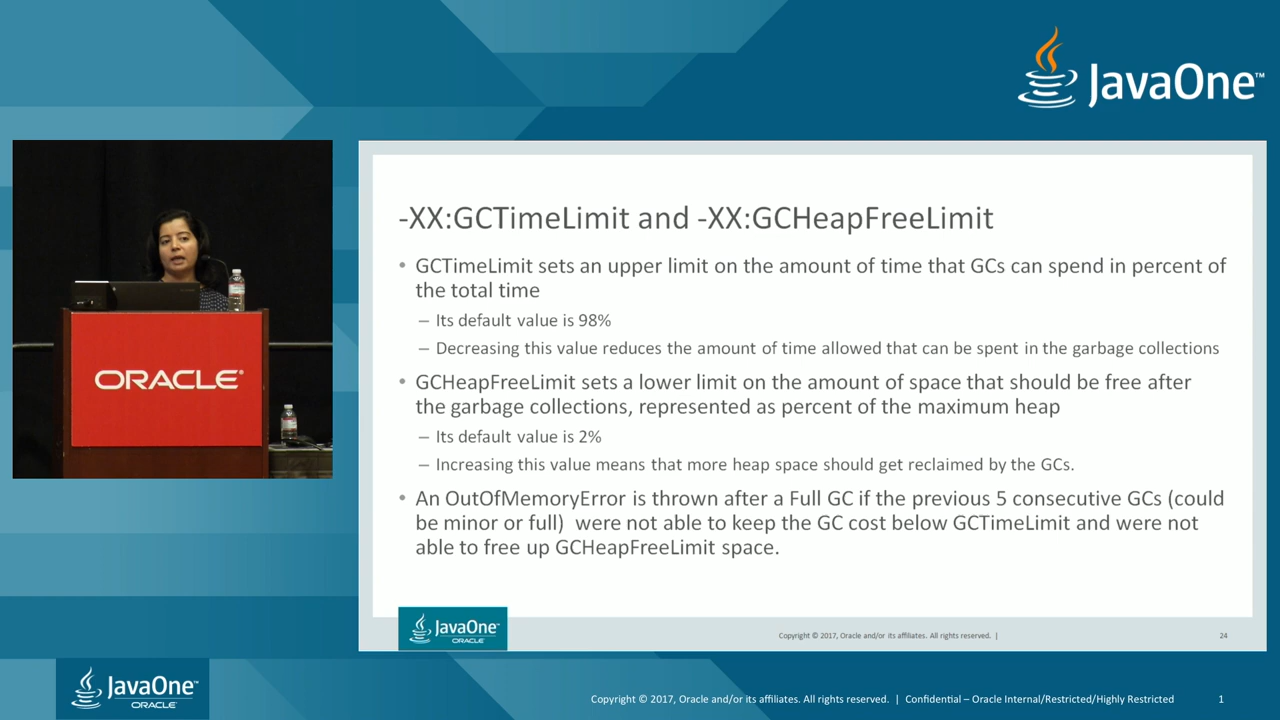 JavaOne™
-XX:GCTimeLimit and -XX:GCHeapFreeLimit
• GCTimeLimit sets an upper limit on the amount of time that GCs can spend in percent of
the total time
– Its default value is 98%
– Decreasing this value reduces the amount of time allowed that can be spent in the garbage collections
• GCHeapFreeLimit sets a lower limit on the amount of space that should be free after
the garbage collections, represented as percent of the maximum heap
– Its default value is 2%
– Increasing this value means that more heap space should get reclaimed by the GCs.
• An OutOfMemoryError is thrown after a Full GC if the previous 5 consecutive GCs (could
be minor or full) were not able to keep the GC cost below GCTimeLimit and were not
able to free up GCHeapFreeLimit space.
ORACLE®
JavaOne™
ORACLE®
Copyright © 2017, Oracle and/or its affiliates. All rights reserved. |
24
JavaOne™
ORACLE®
Copyright © 2017, Oracle and/or its affiliates. All rights reserved. | Confidential – Oracle Internal/Restricted/Highly Restricted
1